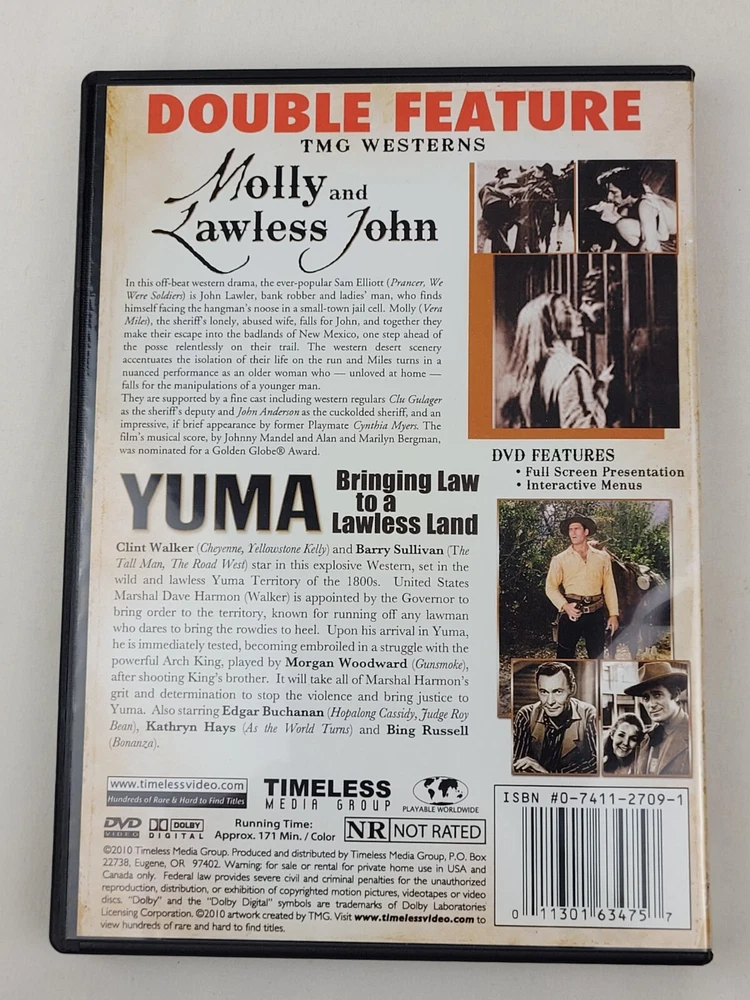 DOUBLE FEATURE
TMG WESTERNS
Molly and
Lawless John
In this off-beat western drama, the ever-popular Sam Elliott (Prancer, We
Were Soldiers) is John Lawler, bank robber and ladies' man, who finds
himself facing the hangman's noose in a small-town jail cell. Molly (Vera
Miles), the sheriff's lonely, abused wife, falls for John, and together they
make their escape into the badlands of New Mexico, one step ahead of
the posse relentlessly on their trail. The western desert scenery
accentuates the isolation of their life on the run and Miles turns in a
nuanced performance as an older woman who — unloved at home —
falls for the manipulations of a younger man.
They are supported by a fine cast including western regulars Clu Gulager
as the sheriff's deputy and John Anderson as the cuckolded sheriff, and an
impressive, if brief appearance by former Playmate Cynthia Myers. The
film's musical score, by Johnny Mandel and Alan and Marilyn Bergman,
was nominated for a Golden Globe® Award.
DVD FEATURES
• Full Screen Presentation
• Interactive Menus
YUMA
Bringing Law
to a
Lawless Land
Clint Walker (Cheyenne, Yellowstone Kelly) and Barry Sullivan (The
Tall Man, The Road West) star in this explosive Western, set in the
wild and lawless Yuma Territory of the 1800s. United States
Marshal Dave Harmon (Walker) is appointed by the Governor to
bring order to the territory, known for running off any lawman
who dares to bring the rowdies to heel. Upon his arrival in Yuma,
he is immediately tested, becoming embroiled in a struggle with the
powerful Arch King, played by Morgan Woodward (Gunsmoke),
after shooting King's brother. It will take all of Marshal Harmon's
grit and determination to stop the violence and bring justice to
Yuma. Also starring Edgar Buchanan (Hopalong Cassidy, Judge Roy
Bean), Kathryn Hays (As the World Turns) and Bing Russell
(Bonanza).
www.timelessvideo.com
Hundreds of Rare & Hard to Find Titles
TIMELESS
MEDIA GROUP
PLAYABLE WORLDWIDE
DVD
VIDEO
DOLBY
DIGITAL
Running Time:
Approx. 171 Min. / Color
NR NOT RATED
©2010 Timeless Media Group. Produced and distributed by Timeless Media Group, P.O. Box
22738, Eugene, OR 97402. Warning: for sale or rental for private home use in USA and
Canada only. Federal law provides severe civil and criminal penalties for the unauthorized
reproduction, distribution, or exhibition of copyrighted motion pictures, videotapes or video
discs. "Dolby" and the "Dolby Digital" symbols are trademarks of Dolby Laboratories
Licensing Corporation. ©2010 artwork created by TMG. Visit www.timelessvideo.com to
view hundreds of rare and hard to find titles.
ISBN #0-7411-2709-1
0 11301 63475 7